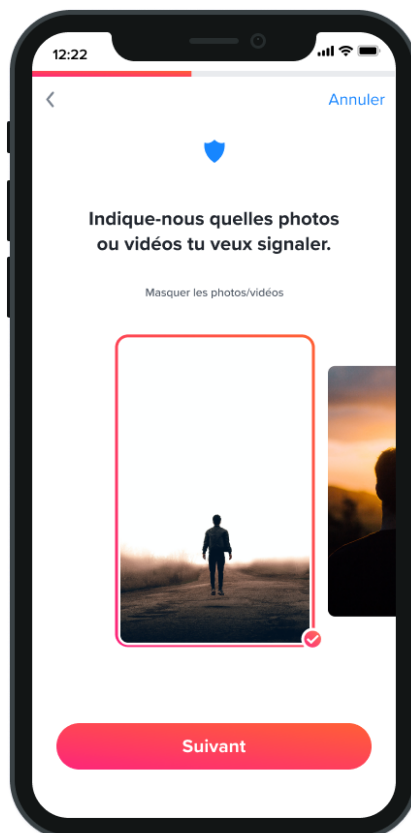 12:22
Annuler
Indique-nous quelles photos
ou vidéos tu veux signaler.
Masquer les photos/vidéos
Suivant